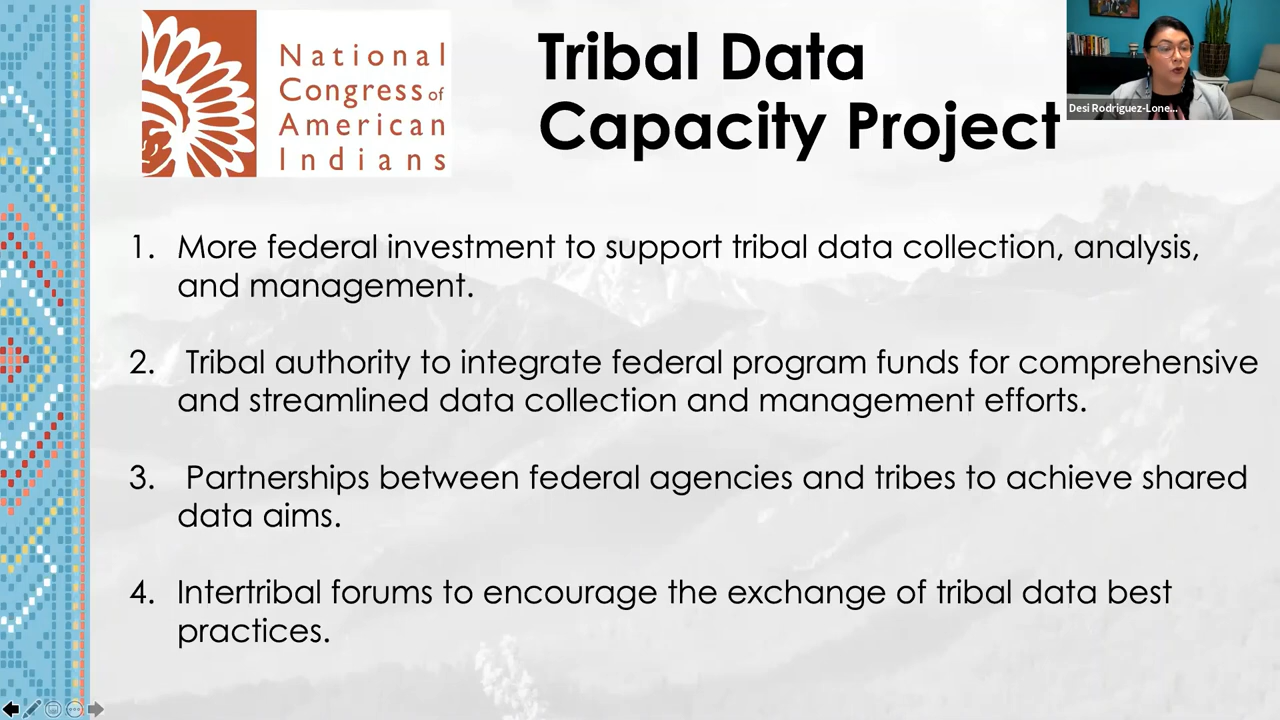 National
Congress of
American
Indians
Tribal Data
Capacity Project
Desi Rodriguez-Lone...
1. More federal investment to support tribal data collection, analysis,
and management.
2. Tribal authority to integrate federal program funds for comprehensive
and streamlined data collection and management efforts.
3. Partnerships between federal agencies and tribes to achieve shared
data aims.
4. Intertribal forums to encourage the exchange of tribal data best
practices.